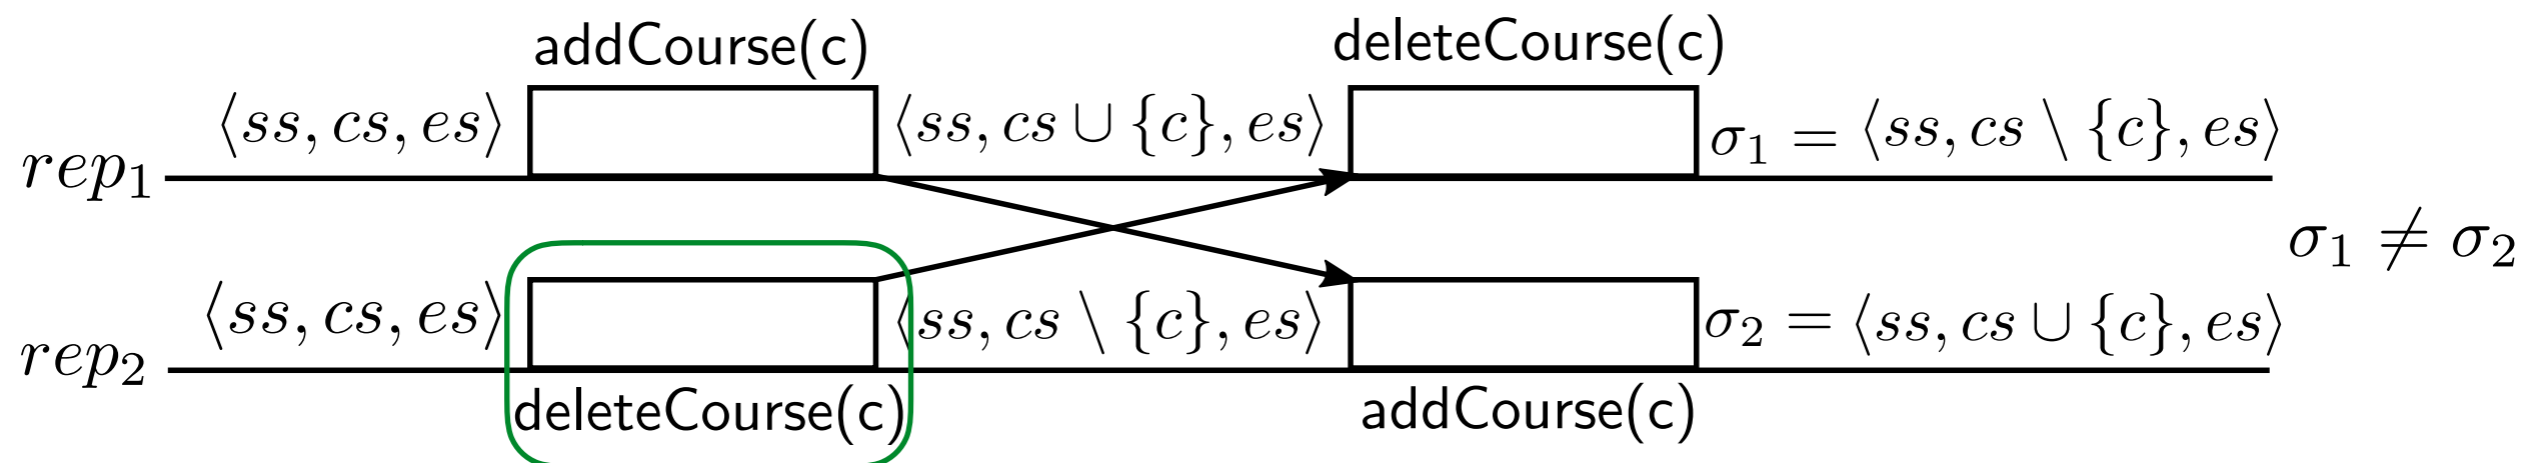 addCourse(c) deleteCourse(c)
⟨ss, cs, es⟩ ⟨ss, cs ∪ {c}, es⟩ σ₁ = ⟨ss, cs \ {c}, es⟩
rep₁
σ₁ ≠ σ₂
⟨ss, cs, es⟩ ⟨ss, cs \ {c}, es⟩ σ₂ = ⟨ss, cs ∪ {c}, es⟩
rep₂
deleteCourse(c) addCourse(c)